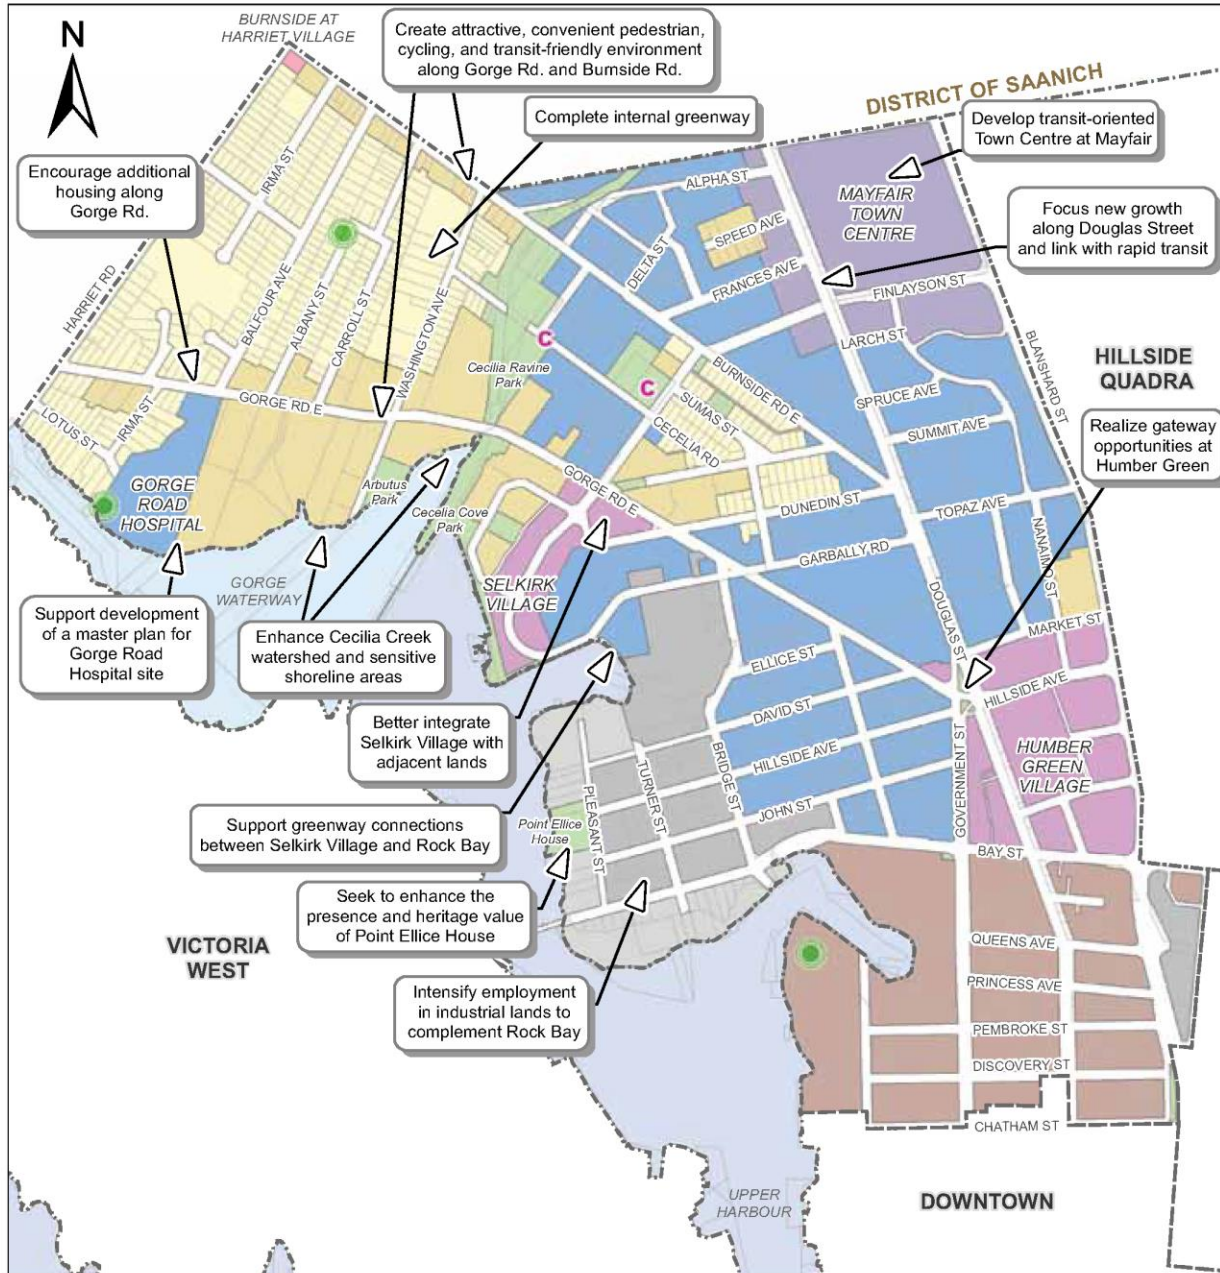 BURNSIDE AT
HARRIET VILLAGE
N
Create attractive, convenient pedestrian,
cycling, and transit-friendly environment
along Gorge Rd. and Burnside Rd.
DISTRICT OF SAANICH
Complete internal greenway
Develop transit-oriented
Town Centre at Mayfair
Encourage additional
housing along
Gorge Rd.
IRMA ST
ALPHA ST
MAYFAIR
TOWN
CENTRE
Focus new growth
along Douglas Street
and link with rapid transit
SPEED AVE
DELTA ST
FRANCES AVE
FINLAYSON ST
HARRIET RD
BALFOUR AVE
ALBANY ST
CARROLL ST
WASHINGTON AVE
C
LARCH ST
BLANSHARD ST
HILLSIDE
QUADRA
Cecilia Ravine
Park
BURNSIDE RD E
C
SUMAS ST
SPRUCE AVE
GORGE RD E
LOTUS ST
IRMA ST
CECELIA RD
SUMMIT AVE
Realize gateway
opportunities at
Humber Green
GORGE
ROAD
HOSPITAL
Arbutus
Park
Cecelia Cove
Park
GORGE RD E
DUNEDIN ST
TOPAZ AVE
NANAIMO ST
GARBALLY RD
GORGE
WATERWAY
SELKIRK
VILLAGE
DOUGLAS ST
Support development
of a master plan for
Gorge Road
Hospital site
Enhance Cecilia Creek
watershed and sensitive
shoreline areas
MARKET ST
ELLICE ST
HILLSIDE AVE
Better integrate
Selkirk Village with
adjacent lands
DAVID ST
BRIDGE ST
HILLSIDE AVE
TURNER ST
PLEASANT ST
GOVERNMENT ST
HUMBER
GREEN
VILLAGE
Support greenway connections
between Selkirk Village and Rock Bay
Point Ellice
House
JOHN ST
BAY ST
Seek to enhance the
presence and heritage value
of Point Ellice House
VICTORIA
WEST
QUEENS AVE
PRINCESS AVE
Intensify employment
in industrial lands to
complement Rock Bay
PEMBROKE ST
DISCOVERY ST
CHATHAM ST
UPPER
HARBOUR
DOWNTOWN